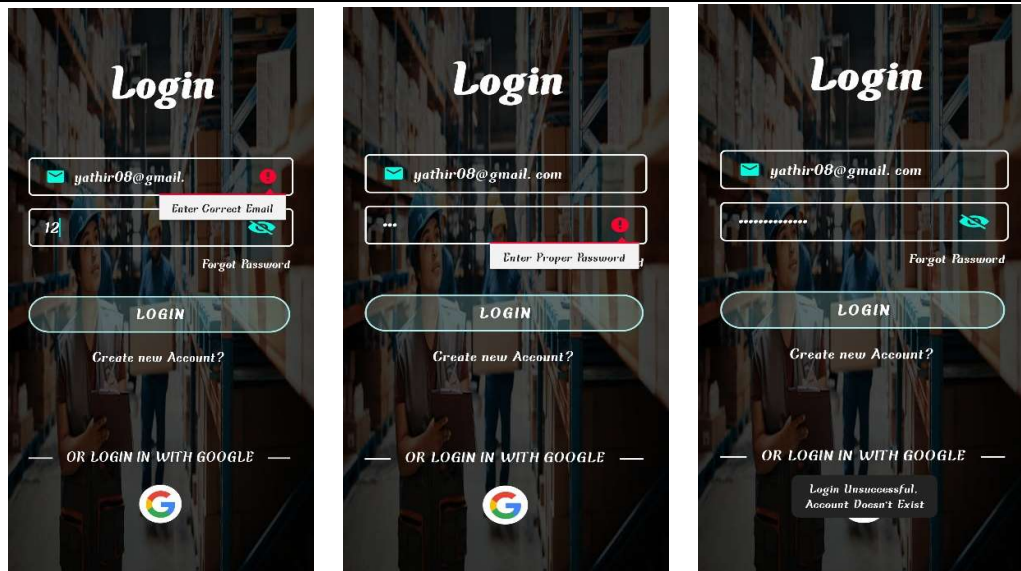 Login
yathir08@gmail.
Enter Correct Email
12
Forgot Password
LOGIN
Create new Account?
OR LOGIN IN WITH GOOGLE
G
Login
yathir08@gmail. com
•••
Enter Proper Password
d
LOGIN
Create new Account?
OR LOGIN IN WITH GOOGLE
G
Login
yathir08@gmail. com
••••••••••••••
Forgot Password
LOGIN
Create new Account?
OR LOGIN IN WITH GOOGLE
Login Unsuccessful.
Account Doesn't Exist